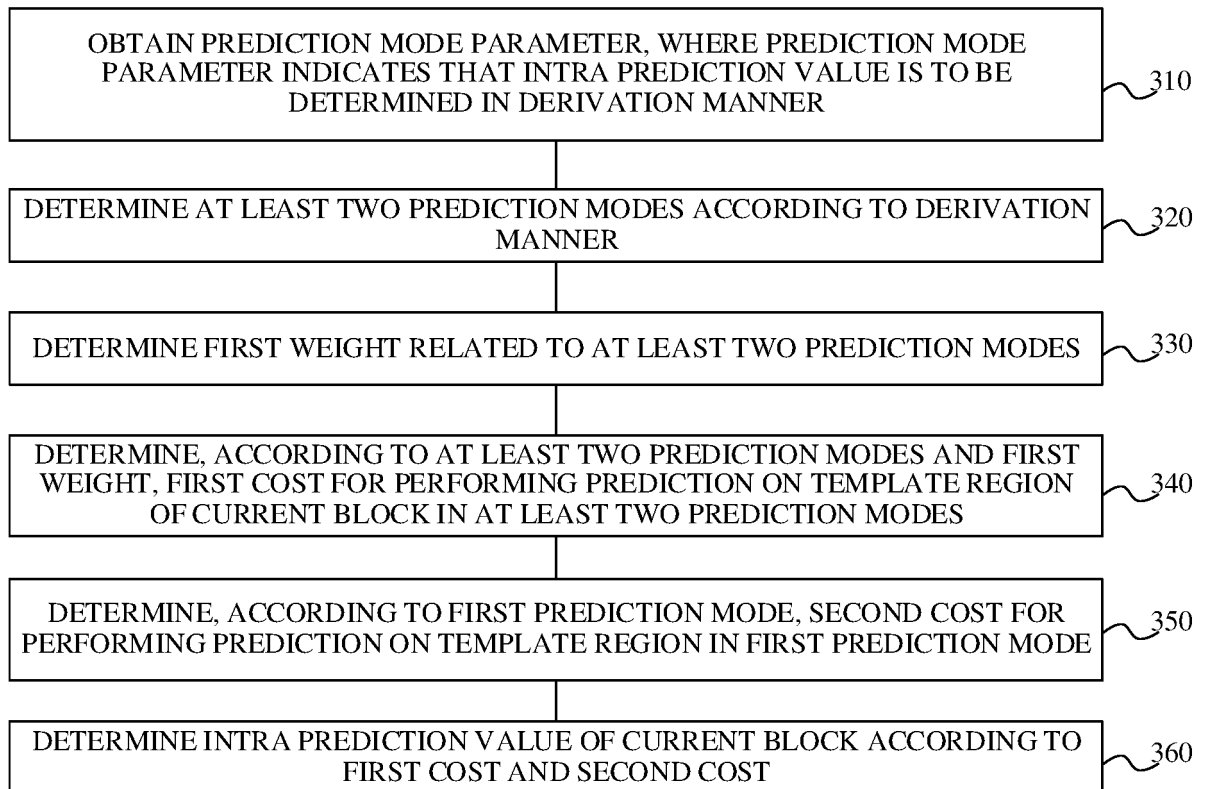 OBTAIN PREDICTION MODE PARAMETER, WHERE PREDICTION MODE
PARAMETER INDICATES THAT INTRA PREDICTION VALUE IS TO BE
DETERMINED IN DERIVATION MANNER
310
DETERMINE AT LEAST TWO PREDICTION MODES ACCORDING TO DERIVATION
MANNER
320
DETERMINE FIRST WEIGHT RELATED TO AT LEAST TWO PREDICTION MODES
330
DETERMINE, ACCORDING TO AT LEAST TWO PREDICTION MODES AND FIRST
WEIGHT, FIRST COST FOR PERFORMING PREDICTION ON TEMPLATE REGION
OF CURRENT BLOCK IN AT LEAST TWO PREDICTION MODES
340
DETERMINE, ACCORDING TO FIRST PREDICTION MODE, SECOND COST FOR
PERFORMING PREDICTION ON TEMPLATE REGION IN FIRST PREDICTION MODE
350
DETERMINE INTRA PREDICTION VALUE OF CURRENT BLOCK ACCORDING TO
FIRST COST AND SECOND COST
360